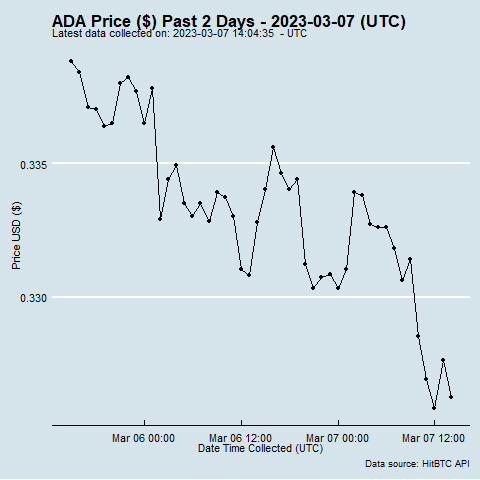 ADA Price ($) Past 2 Days - 2023-03-07 (UTC)
Latest data collected on: 2023-03-07 14:04:35  - UTC
0.335
Price USD ($)
0.330
Mar 06 00:00 Mar 06 12:00 Mar 07 00:00 Mar 07 12:00
Date Time Collected (UTC)
Data source: HitBTC API